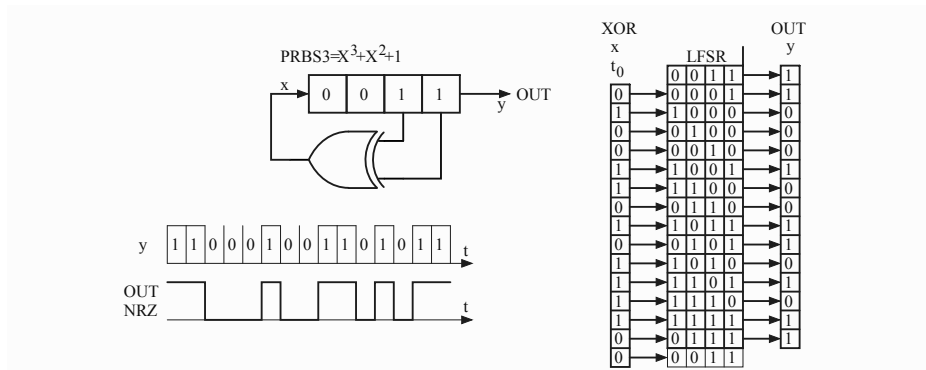 PRBS3=X³+X²+1
x 0 0 1 1 OUT
y
y 1 1 0 0 0 1 0 0 1 1 0 1 0 1 1 t
OUT
NRZ t
XOR OUT
x LFSR y
t₀
0 0 1 1 1
0 0 0 0 1 1
1 1 0 0 0 0
0 0 1 0 0 0
0 0 0 1 0 0
1 1 0 0 1 1
1 1 1 0 0 0
0 0 1 1 0 0
1 1 0 1 1 1
0 0 1 0 1 1
1 1 0 1 0 0
1 1 1 0 1 1
1 1 1 1 0 0
1 1 1 1 1 1
0 0 1 1 1 1
0 0 0 1 1